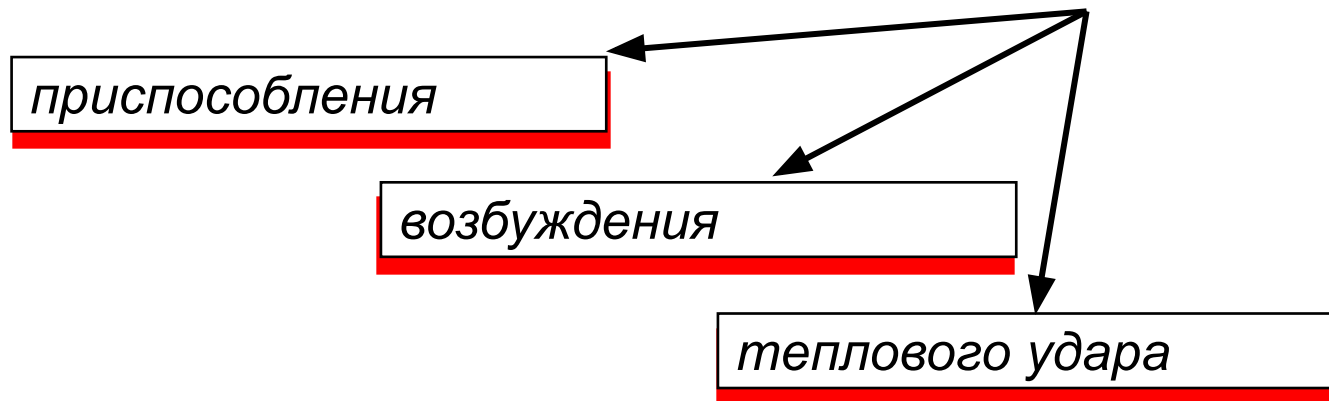 приспособления
возбуждения
теплового удара